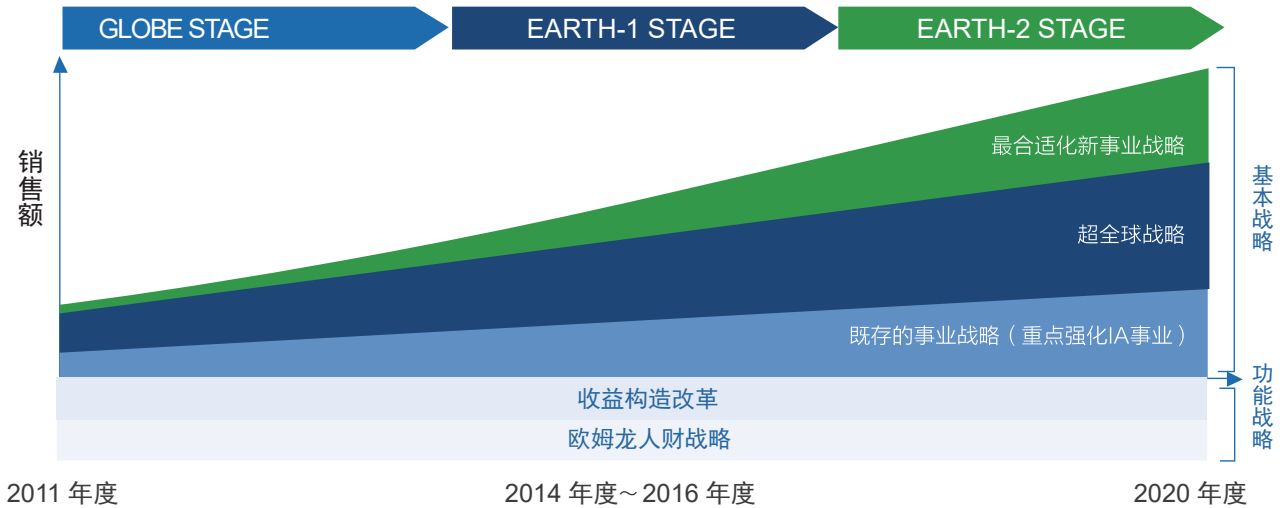 GLOBE STAGE
EARTH-1 STAGE
EARTH-2 STAGE
销售额
最合适化新事业战略
超全球战略
既存的事业战略（重点强化IA事业）
基本战略
收益构造改革
欧姆龙人财战略
功能战略
2011 年度
2014 年度～2016 年度
2020 年度